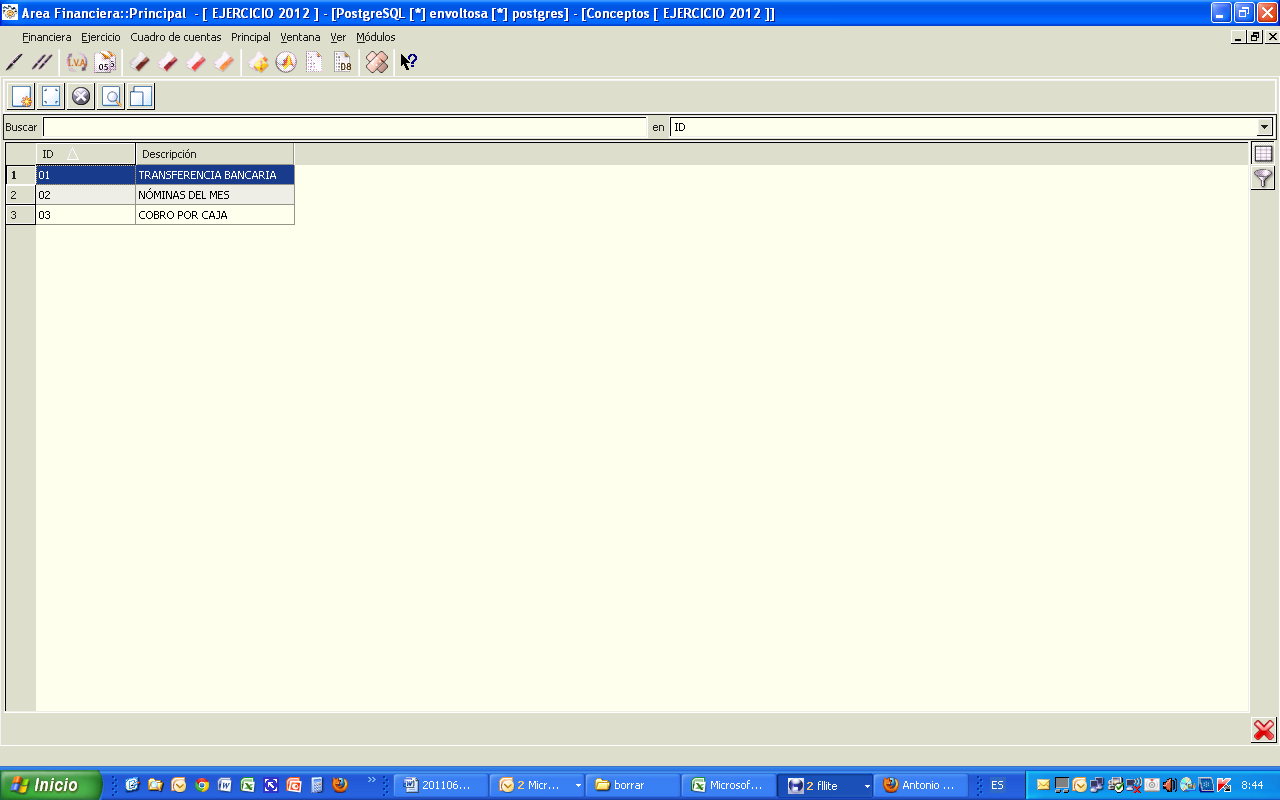 Area Financiera::Principal - [ EJERCICIO 2012 ] - [PostgreSQL [*] envoltosa [*] postgres] - [Conceptos [ EJERCICIO 2012 ]]
Financiera Ejercicio Cuadro de cuentas Principal Ventana Ver Módulos
Buscar en ID
ID Descripción
1 01 TRANSFERENCIA BANCARIA
2 02 NÓMINAS DEL MES
3 03 COBRO POR CAJA
Inicio 201106... 2 Micr... borrar Microsof... 2 fllite Antonio ... ES 8:44